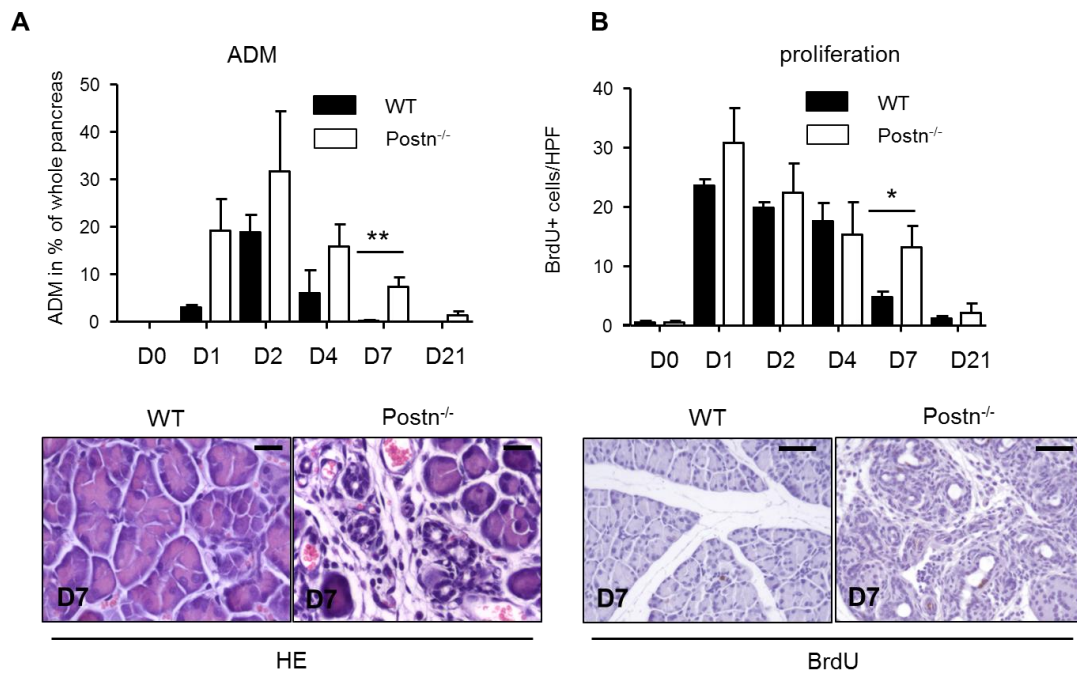 A
ADM
ADM in % of whole pancreas
50
40
30
20
10
0
WT
Postn-/-
**
D0 D1 D2 D4 D7 D21
WT Postn-/-
D7 D7
HE
B
proliferation
BrdU+ cells/HPF
40
30
20
10
0
WT
Postn-/-
*
D0 D1 D2 D4 D7 D21
WT Postn-/-
D7 D7
BrdU